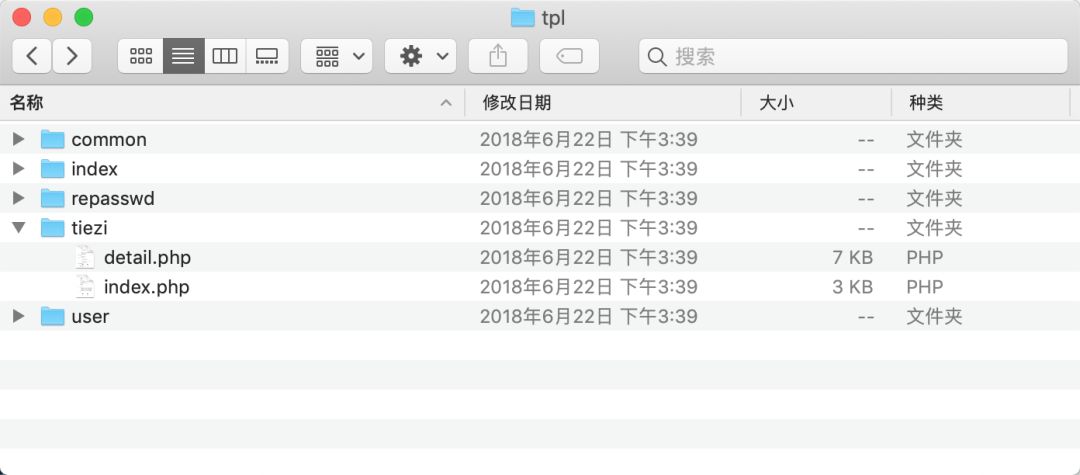 tpl
搜索
名称 修改日期 大小 种类
common 2018年6月22日 下午3:39 -- 文件夹
index 2018年6月22日 下午3:39 -- 文件夹
repasswd 2018年6月22日 下午3:39 -- 文件夹
tiezi 2018年6月22日 下午3:39 -- 文件夹
detail.php 2018年6月22日 下午3:39 7 KB PHP
index.php 2018年6月22日 下午3:39 3 KB PHP
user 2018年6月22日 下午3:39 -- 文件夹